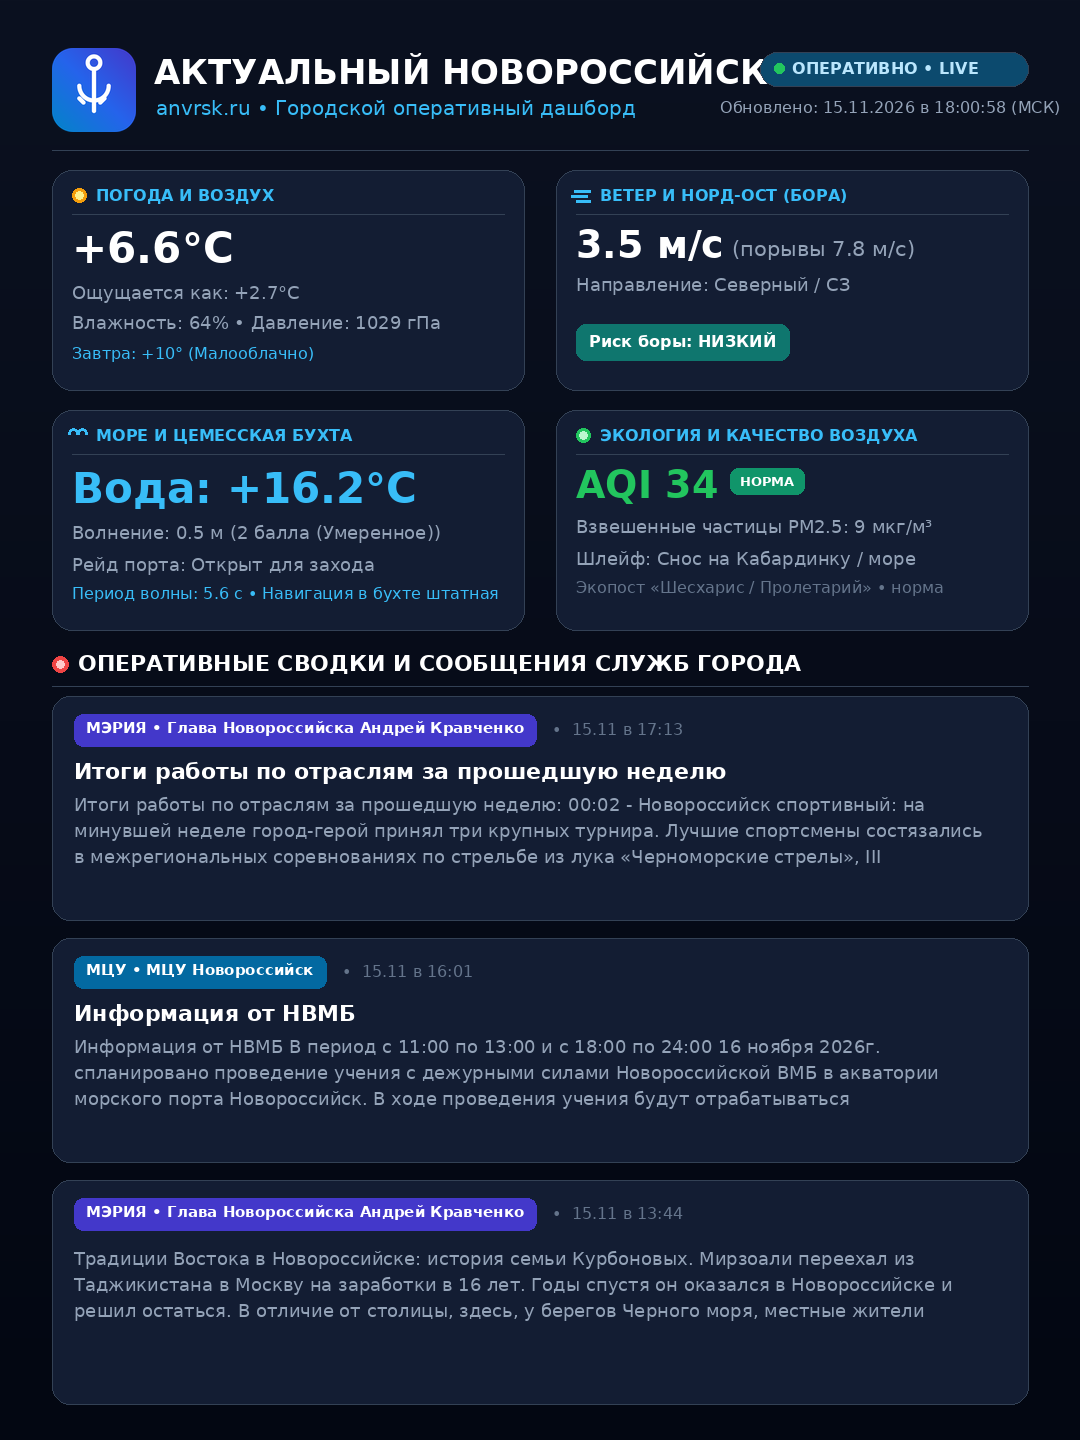 АКТУАЛЬНЫЙ НОВОРОССИЙСК
ОПЕРАТИВНО • LIVE
anvrsk.ru • Городской оперативный дашборд
Обновлено: 15.11.2026 в 18:00:58 (МСК)
ПОГОДА И ВОЗДУХ
+6.6°C
Ощущается как: +2.7°C
Влажность: 64% • Давление: 1029 гПа
Завтра: +10° (Малооблачно)
ВЕТЕР И НОРД-ОСТ (БОРА)
3.5 м/с (порывы 7.8 м/с)
Направление: Северный / СЗ
Риск боры: НИЗКИЙ
МОРЕ И ЦЕМЕССКАЯ БУХТА
Вода: +16.2°C
Волнение: 0.5 м (2 балла (Умеренное))
Рейд порта: Открыт для захода
Период волны: 5.6 с • Навигация в бухте штатная
ЭКОЛОГИЯ И КАЧЕСТВО ВОЗДУХА
AQI 34 НОРМА
Взвешенные частицы PM2.5: 9 мкг/м³
Шлейф: Снос на Кабардинку / море
Экопост «Шесхарис / Пролетарий» • норма
ОПЕРАТИВНЫЕ СВОДКИ И СООБЩЕНИЯ СЛУЖБ ГОРОДА
МЭРИЯ • Глава Новороссийска Андрей Кравченко • 15.11 в 17:13
Итоги работы по отраслям за прошедшую неделю
Итоги работы по отраслям за прошедшую неделю: 00:02 - Новороссийск спортивный: на
минувшей неделе город-герой принял три крупных турнира. Лучшие спортсмены состязались
в межрегиональных соревнованиях по стрельбе из лука «Черноморские стрелы», III
МЦУ • МЦУ Новороссийск • 15.11 в 16:01
Информация от НВМБ
Информация от НВМБ В период с 11:00 по 13:00 и с 18:00 по 24:00 16 ноября 2026г.
спланировано проведение учения с дежурными силами Новороссийской ВМБ в акватории
морского порта Новороссийск. В ходе проведения учения будут отрабатываться
МЭРИЯ • Глава Новороссийска Андрей Кравченко • 15.11 в 13:44
Традиции Востока в Новороссийске: история семьи Курбоновых. Мирзоали переехал из
Таджикистана в Москву на заработки в 16 лет. Годы спустя он оказался в Новороссийске и
решил остаться. В отличие от столицы, здесь, у берегов Черного моря, местные жители